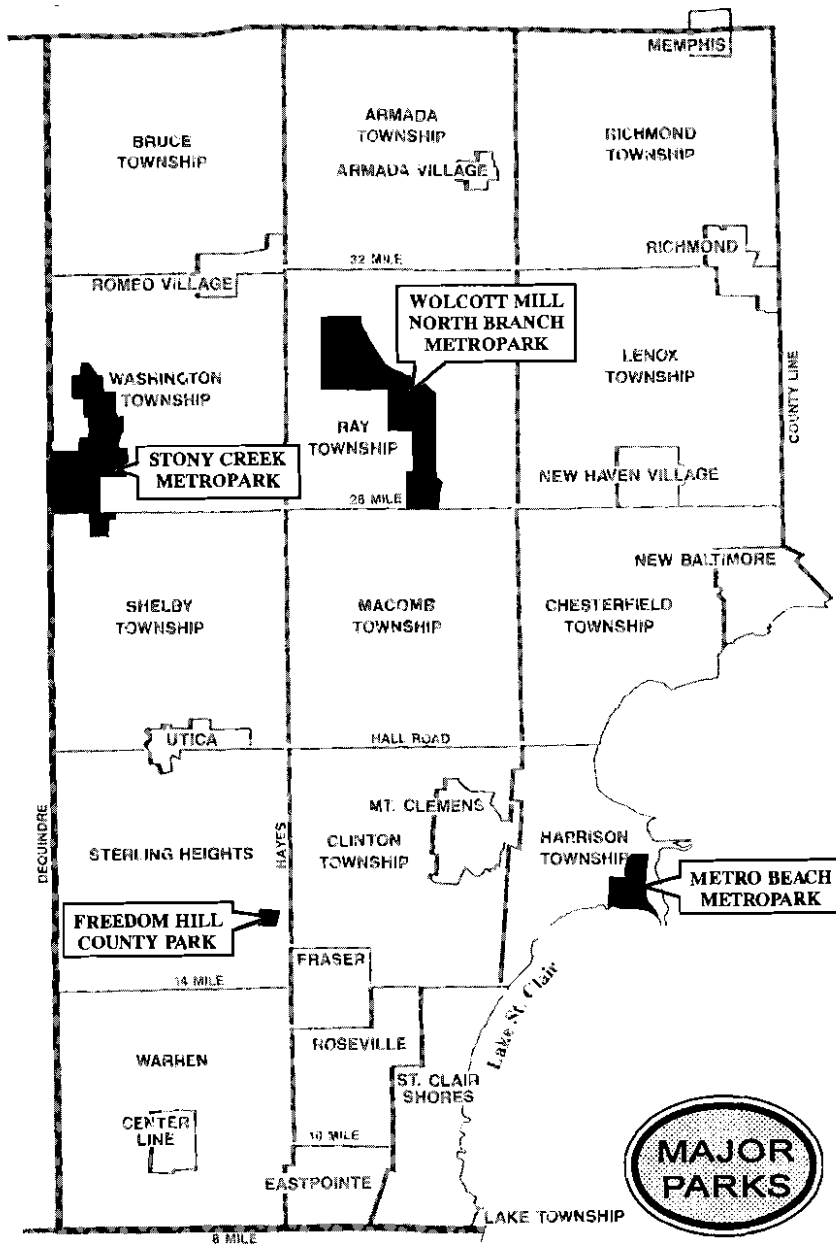 MEMPHIS
ARMADA
TOWNSHIP
BRUCE
TOWNSHIP
RICHMOND
TOWNSHIP
ARMADA VILLAGE
RICHMOND
32 MILE
ROMEO VILLAGE
WOLCOTT MILL
NORTH BRANCH
METROPARK
LENOX
TOWNSHIP
WASHINGTON
TOWNSHIP
COUNTY LINE
RAY
TOWNSHIP
STONY CREEK
METROPARK
NEW HAVEN VILLAGE
26 MILE
NEW BALTIMORE
SHELBY
TOWNSHIP
MACOMB
TOWNSHIP
CHESTERFIELD
TOWNSHIP
UTICA
HALL ROAD
MT. CLEMENS
DEQUINDRE
HAYES
STERLING HEIGHTS
CLINTON
TOWNSHIP
HARRISON
TOWNSHIP
METRO BEACH
METROPARK
FREEDOM HILL
COUNTY PARK
FRASER
14 MILE
Lake St. Clair
ROSEVILLE
WARREN
ST. CLAIR
SHORES
CENTER
LINE
10 MILE
MAJOR
PARKS
EASTPOINTE
LAKE TOWNSHIP
8 MILE